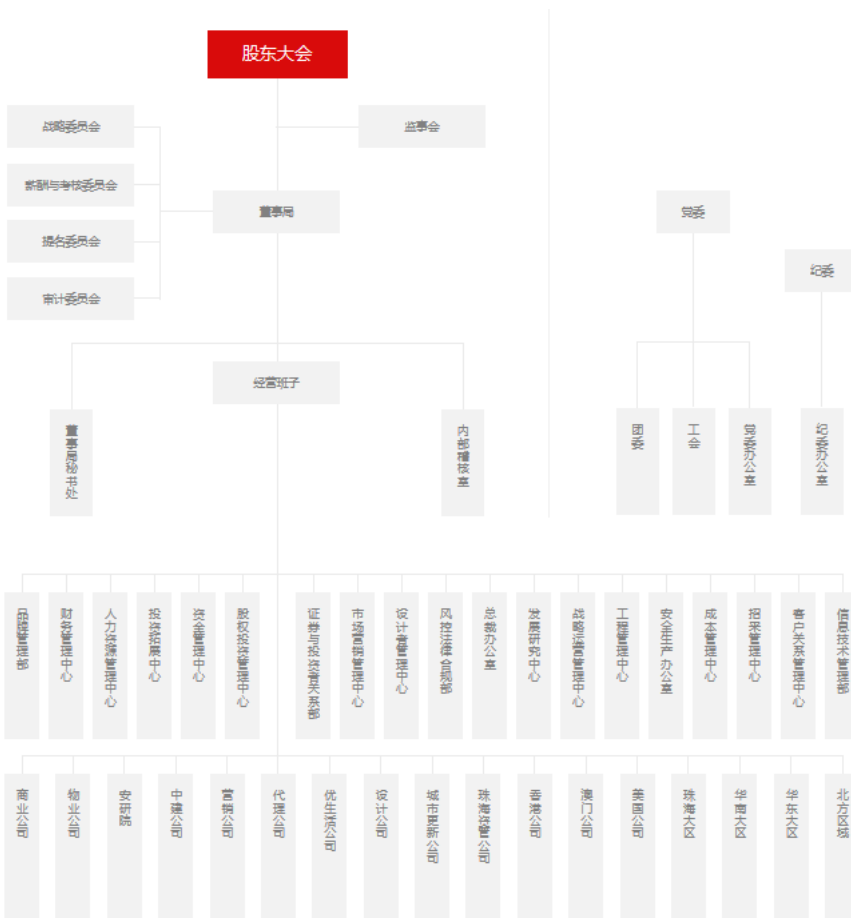 股东大会
战略委员会
监事会
薪酬与考核委员会
董事局
党委
提名委员会
纪委
审计委员会
经营班子
董事局秘书处
内部稽核室
团委
工会
党委办公室
纪委办公室
品牌管理部
财务管理中心
人力资源管理中心
投资拓展中心
资金管理中心
股权投资管理中心
证券与投资者关系部
市场营销管理中心
设计者管理中心
风控法律合规部
总裁办公室
发展研究中心
战略运营管理中心
工程管理中心
安全生产办公室
成本管理中心
招采管理中心
客户关系管理中心
信息技术管理部
商业公司
物业公司
安研院
中建公司
营销公司
代理公司
优生活公司
设计公司
城市更新公司
珠海资管公司
香港公司
澳门公司
美国公司
珠海大区
华南大区
华东大区
北方区域